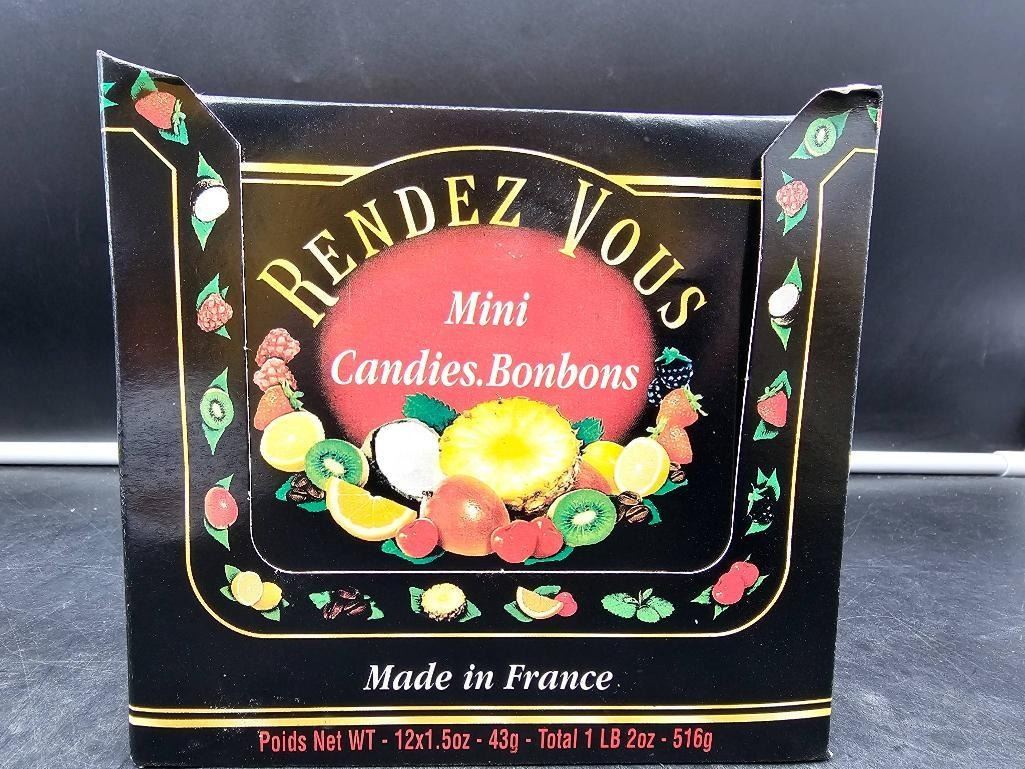 RENDEZ VOUS
Mini
Candies.Bonbons
Made in France
Poids Net WT - 12x1.5oz - 43g - Total 1 LB 2oz - 516g